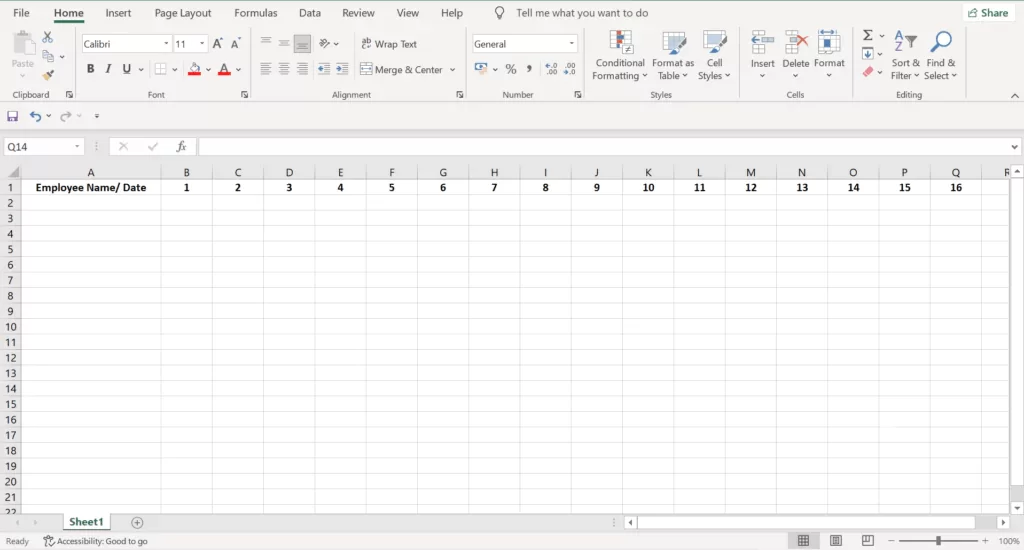 File Home Insert Page Layout Formulas Data Review View Help Tell me what you want to do Share
Paste
Calibri 11 A A
B I U A
ab Wrap Text
Merge & Center
General
% ,
Conditional Formatting
Format as Table
Cell Styles
Insert Delete Format
Sort & Filter
Find & Select
Clipboard Font Alignment Number Styles Cells Editing
Q14 fx
A B C D E F G H I J K L M N O P Q R
1 Employee Name/ Date 1 2 3 4 5 6 7 8 9 10 11 12 13 14 15 16
2
3
4
5
6
7
8
9
10
11
12
13
14
15
16
17
18
19
20
21
22
Sheet1
Ready Accessibility: Good to go 100%